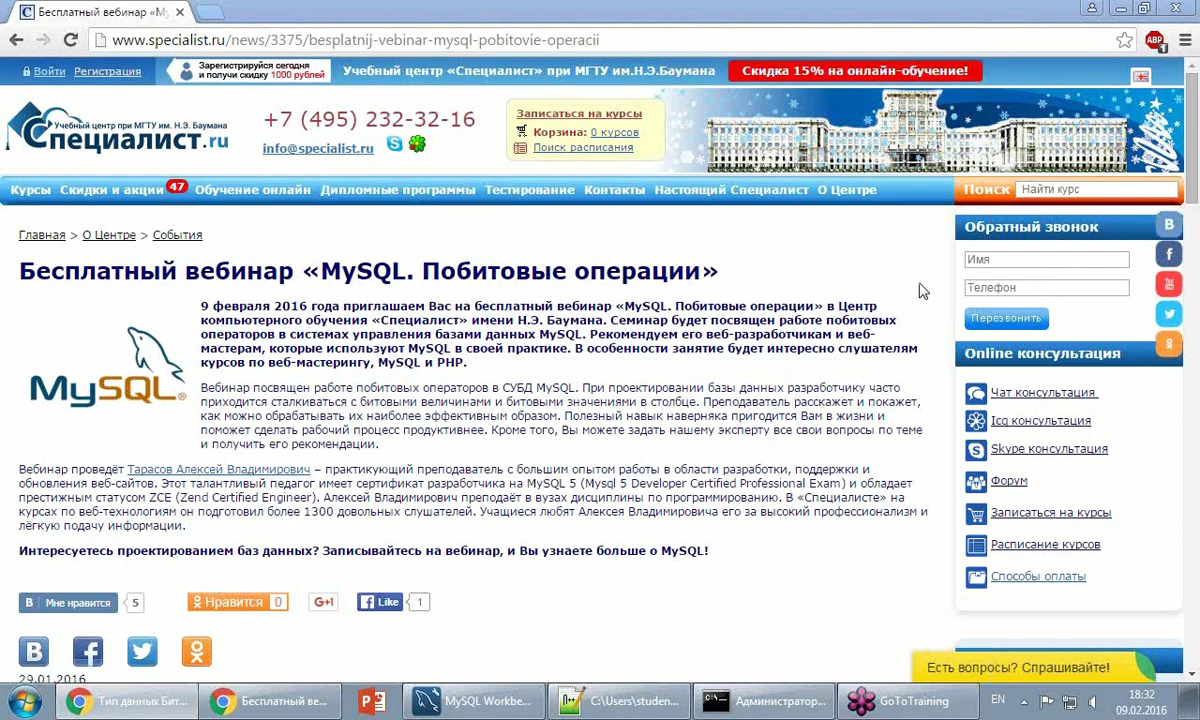 Бесплатный вебинар «My
www.specialist.ru/news/3375/besplatnij-vebinar-mysql-pobitovie-operacii
ABP
1
Войти Регистрация
Зарегистрируйся сегодня
и получи скидку 1000 рублей
Учебный центр «Специалист» при МГТУ им.Н.Э.Баумана
Скидка 15% на онлайн-обучение!
Учебный центр при МГТУ им. Н.Э. Баумана
Специалист.ru
+7 (495) 232-32-16
info@specialist.ru
Записаться на курсы
Корзина: 0 курсов
Поиск расписания
Курсы Скидки и акции 47 Обучение онлайн Дипломные программы Тестирование Контакты Настоящий Специалист О Центре
Поиск Найти курс
Главная > О Центре > События
Бесплатный вебинар «MySQL. Побитовые операции»
MySQL®
9 февраля 2016 года приглашаем Вас на бесплатный вебинар «MySQL. Побитовые операции» в Центр
компьютерного обучения «Специалист» имени Н.Э. Баумана. Семинар будет посвящен работе побитовых
операторов в системах управления базами данных MySQL. Рекомендуем его веб-разработчикам и веб-
мастерам, которые используют MySQL в своей практике. В особенности занятие будет интересно слушателям
курсов по веб-мастерингу, MySQL и PHP.
Вебинар посвящен работе побитовых операторов в СУБД MySQL. При проектировании базы данных разработчику часто
приходится сталкиваться с битовыми величинами и битовыми значениями в столбце. Преподаватель расскажет и покажет,
как можно обрабатывать их наиболее эффективным образом. Полезный навык наверняка пригодится Вам в жизни и
поможет сделать рабочий процесс продуктивнее. Кроме того, Вы можете задать нашему эксперту все свои вопросы по теме
и получить его рекомендации.
Вебинар проведёт Тарасов Алексей Владимирович – практикующий преподаватель с большим опытом работы в области разработки, поддержки и
обновления веб-сайтов. Этот талантливый педагог имеет сертификат разработчика на MySQL 5 (Mysql 5 Developer Certified Professional Exam) и обладает
престижным статусом ZCE (Zend Certified Engineer). Алексей Владимирович преподаёт в вузах дисциплины по программированию. В «Специалисте» на
курсах по веб-технологиям он подготовил более 1300 довольных слушателей. Учащиеся любят Алексея Владимировича его за высокий профессионализм и
лёгкую подачу информации.
Интересуетесь проектированием баз данных? Записывайтесь на вебинар, и Вы узнаете больше о MySQL!
B Мне нравится 5
Нравится 0
G+1
Like 1
29.01.2016
Обратный звонок
Имя
Телефон
Перезвонить
Online консультация
Чат консультация
Icq консультация
Skype консультация
Форум
Записаться на курсы
Расписание курсов
Способы оплаты
Есть вопросы? Спрашивайте!
Тип данных Бит...
Бесплатный ве...
MySQL Workbe...
C:\Users\studen...
Администратор...
GoToTraining
EN
18:32
09.02.2016